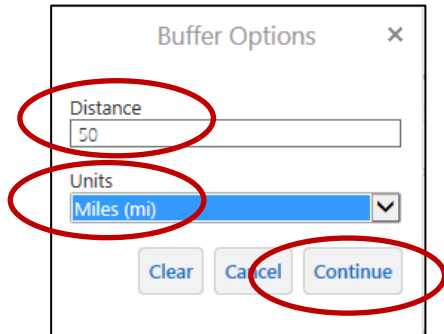 Buffer Options ×
Distance
50
Units
Miles (mi)
Clear Cancel Continue